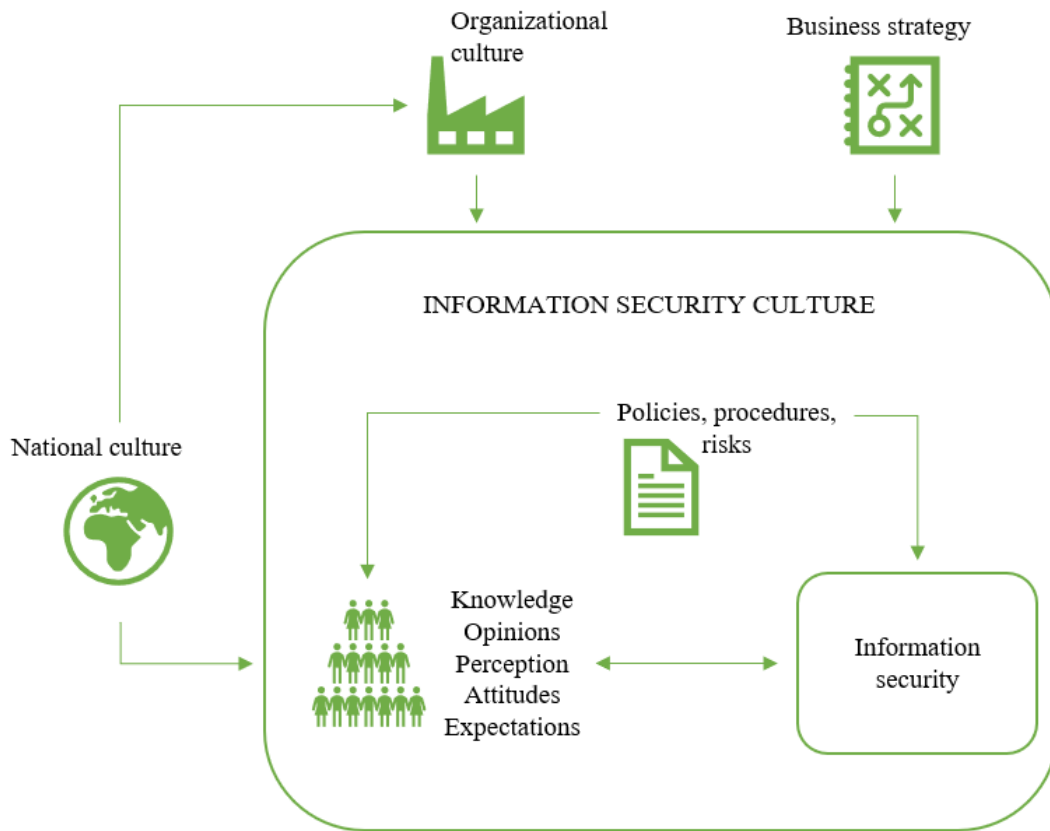 Organizational
culture
Business strategy
INFORMATION SECURITY CULTURE
National culture
Policies, procedures,
risks
Knowledge
Opinions
Perception
Attitudes
Expectations
Information
security